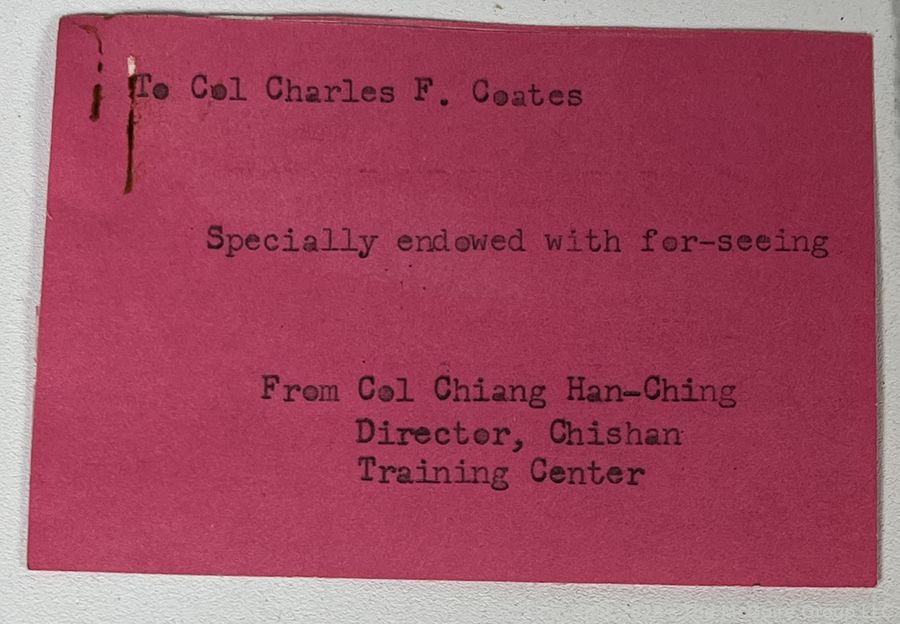 To Col Charles F. Coates
Specially endowed with for-seeing
From Col Chiang Han-Ching
Director, Chishan
Training Center